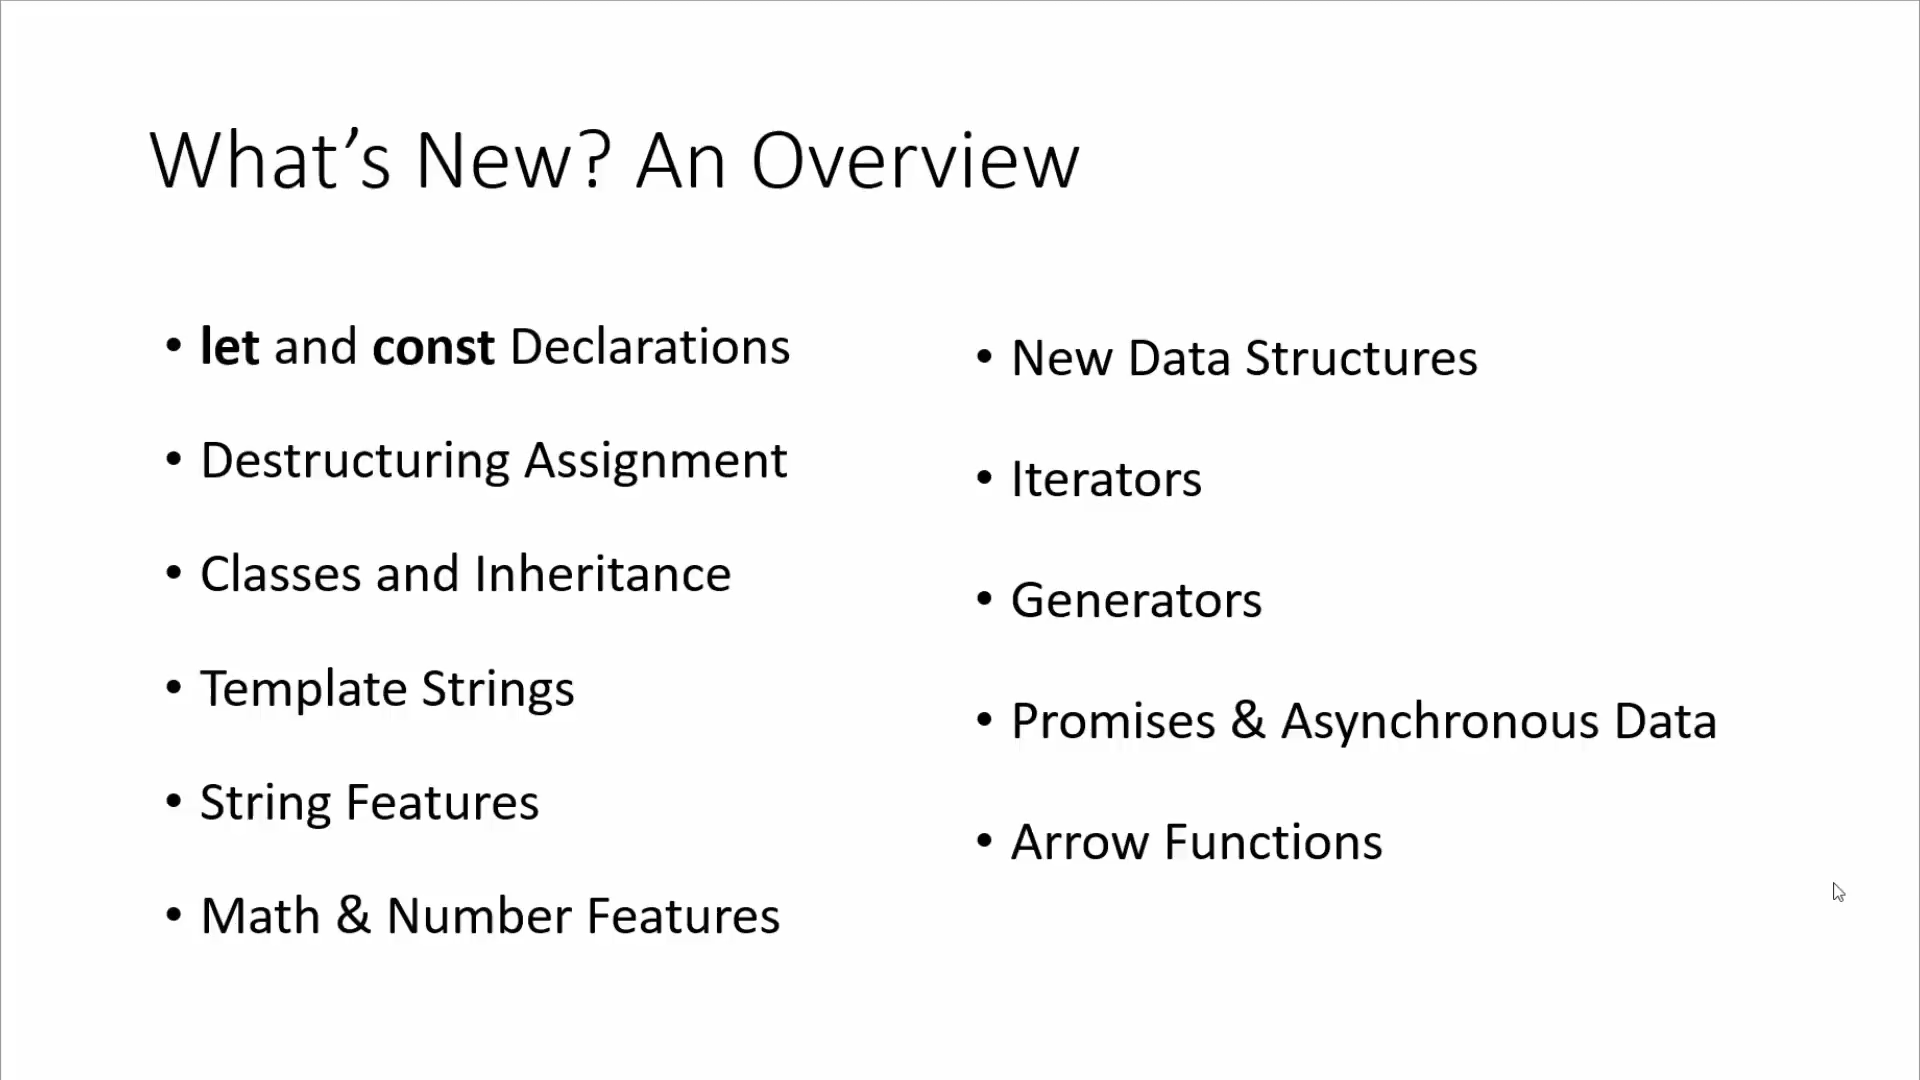 What’s New? An Overview
• let and const Declarations
• Destructuring Assignment
• Classes and Inheritance
• Template Strings
• String Features
• Math & Number Features
• New Data Structures
• Iterators
• Generators
• Promises & Asynchronous Data
• Arrow Functions